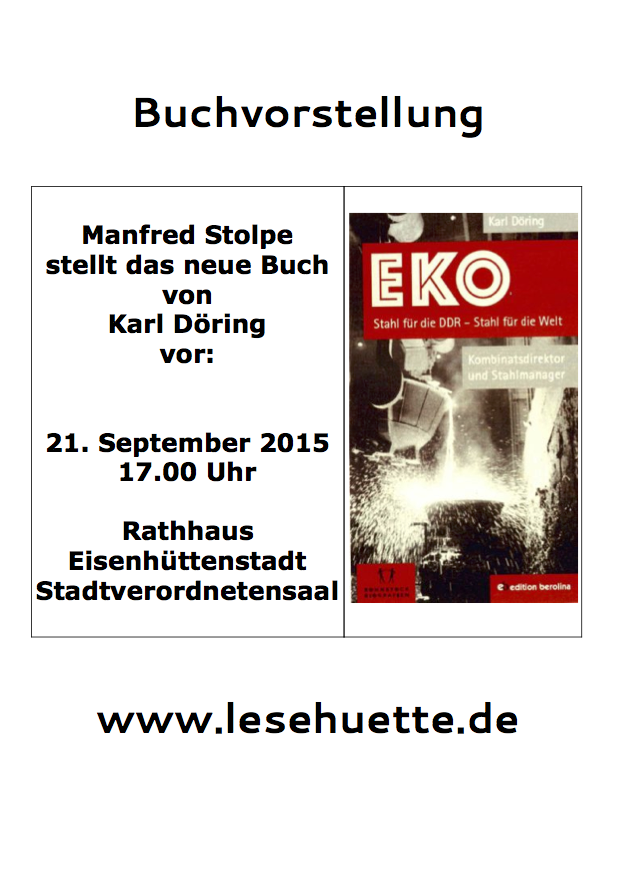 Buchvorstellung
Manfred Stolpe
stellt das neue Buch
von
Karl Döring
vor:
21. September 2015
17.00 Uhr
Rathhaus
Eisenhüttenstadt
Stadtverordnetensaal
Karl Döring
EKO
Stahl für die DDR – Stahl für die Welt
Kombinatsdirektor
und Stahlmanager
edition berolina
www.lesehuette.de